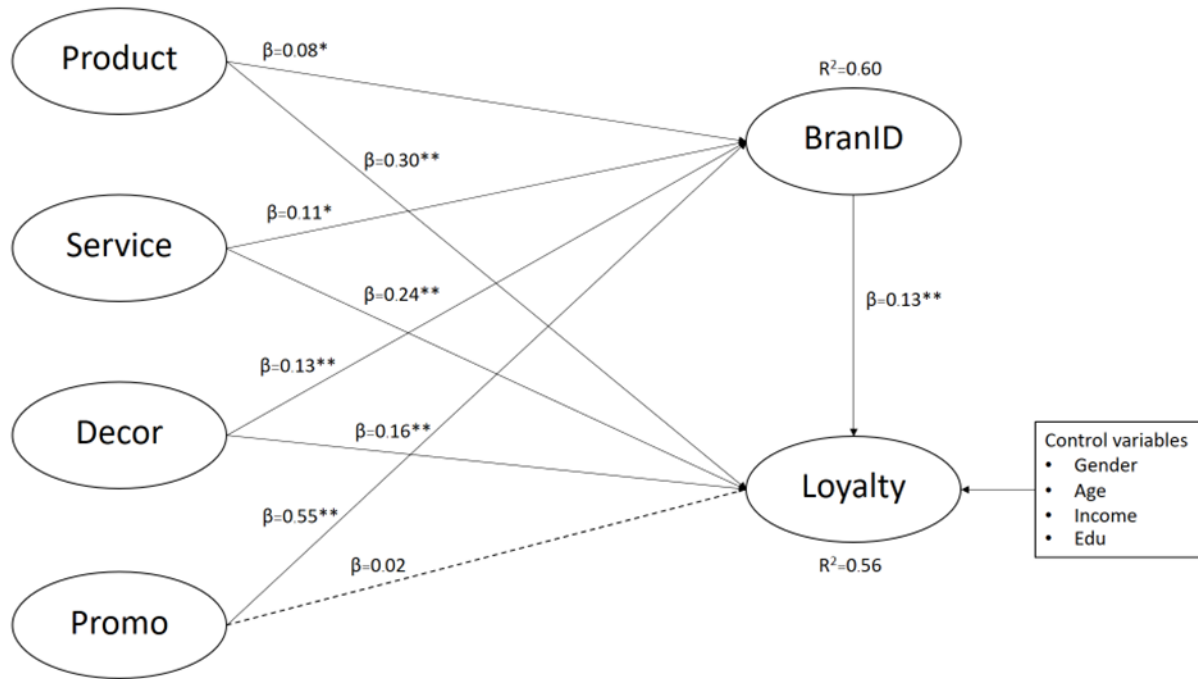 Product
β=0.08*
R²=0.60
BranID
β=0.30**
Service
β=0.11*
β=0.24**
β=0.13**
β=0.13**
Decor
β=0.16**
Loyalty
Control variables
• Gender
• Age
• Income
• Edu
β=0.55**
β=0.02
R²=0.56
Promo